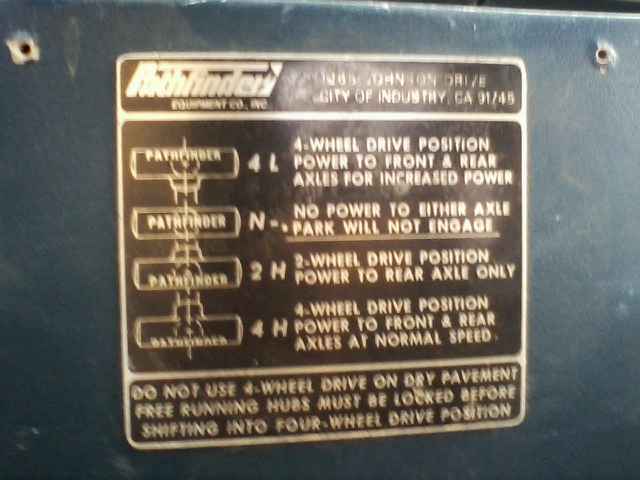 Pathfinder
EQUIPMENT CO., INC.
JOHNSON DRIVE
CITY OF INDUSTRY, CA 91745
PATHFINDER
4 L
4-WHEEL DRIVE POSITION
POWER TO FRONT & REAR
AXLES FOR INCREASED POWER
PATHFINDER
N
NO POWER TO EITHER AXLE
PARK WILL NOT ENGAGE
PATHFINDER
2 H
2-WHEEL DRIVE POSITION
POWER TO REAR AXLE ONLY
PATHFINDER
4 H
4-WHEEL DRIVE POSITION
POWER TO FRONT & REAR
AXLES AT NORMAL SPEED
DO NOT USE 4-WHEEL DRIVE ON DRY PAVEMENT
FREE RUNNING HUBS MUST BE LOCKED BEFORE
SHIFTING INTO FOUR-WHEEL DRIVE POSITION